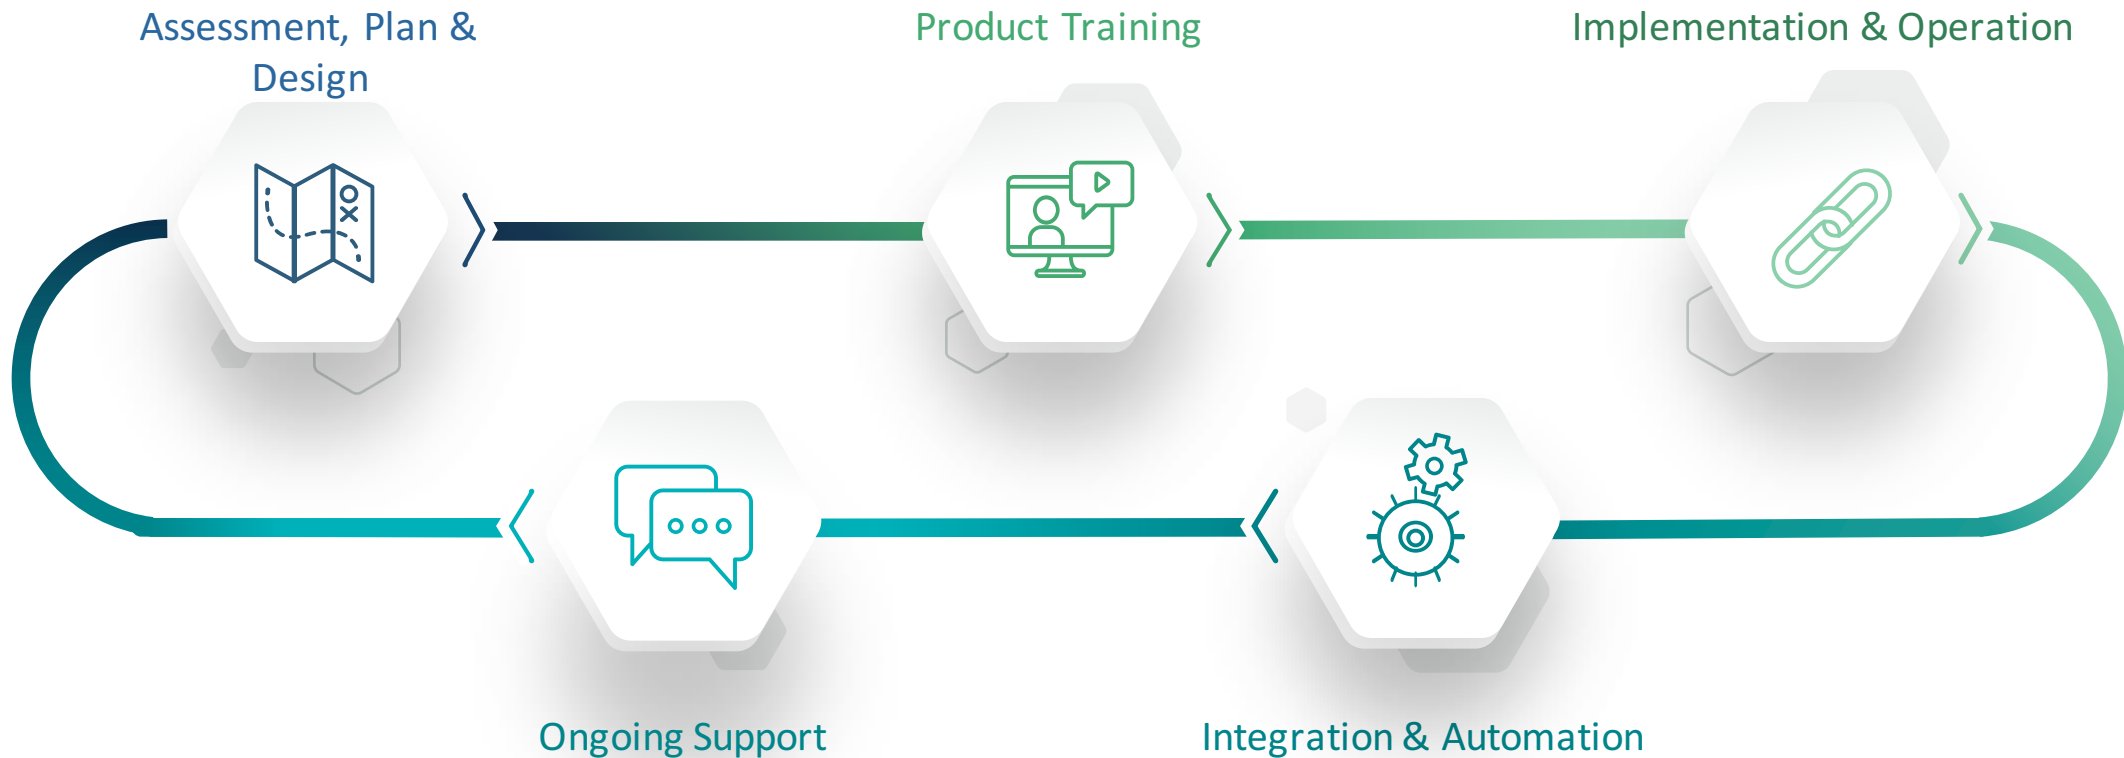 Assessment, Plan &
Design
Product Training
Implementation & Operation
Ongoing Support
Integration & Automation